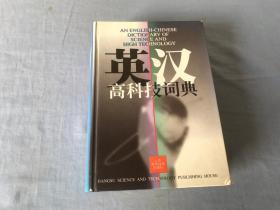 AN ENGLISH-CHINESE
DICTIONARY OF
SCIENCE AND
HIGH TECHNOLOGY
英汉
高科技词典
JIANGSU SCIENCE AND TECHNOLOGY PUBLISHING HOUSE